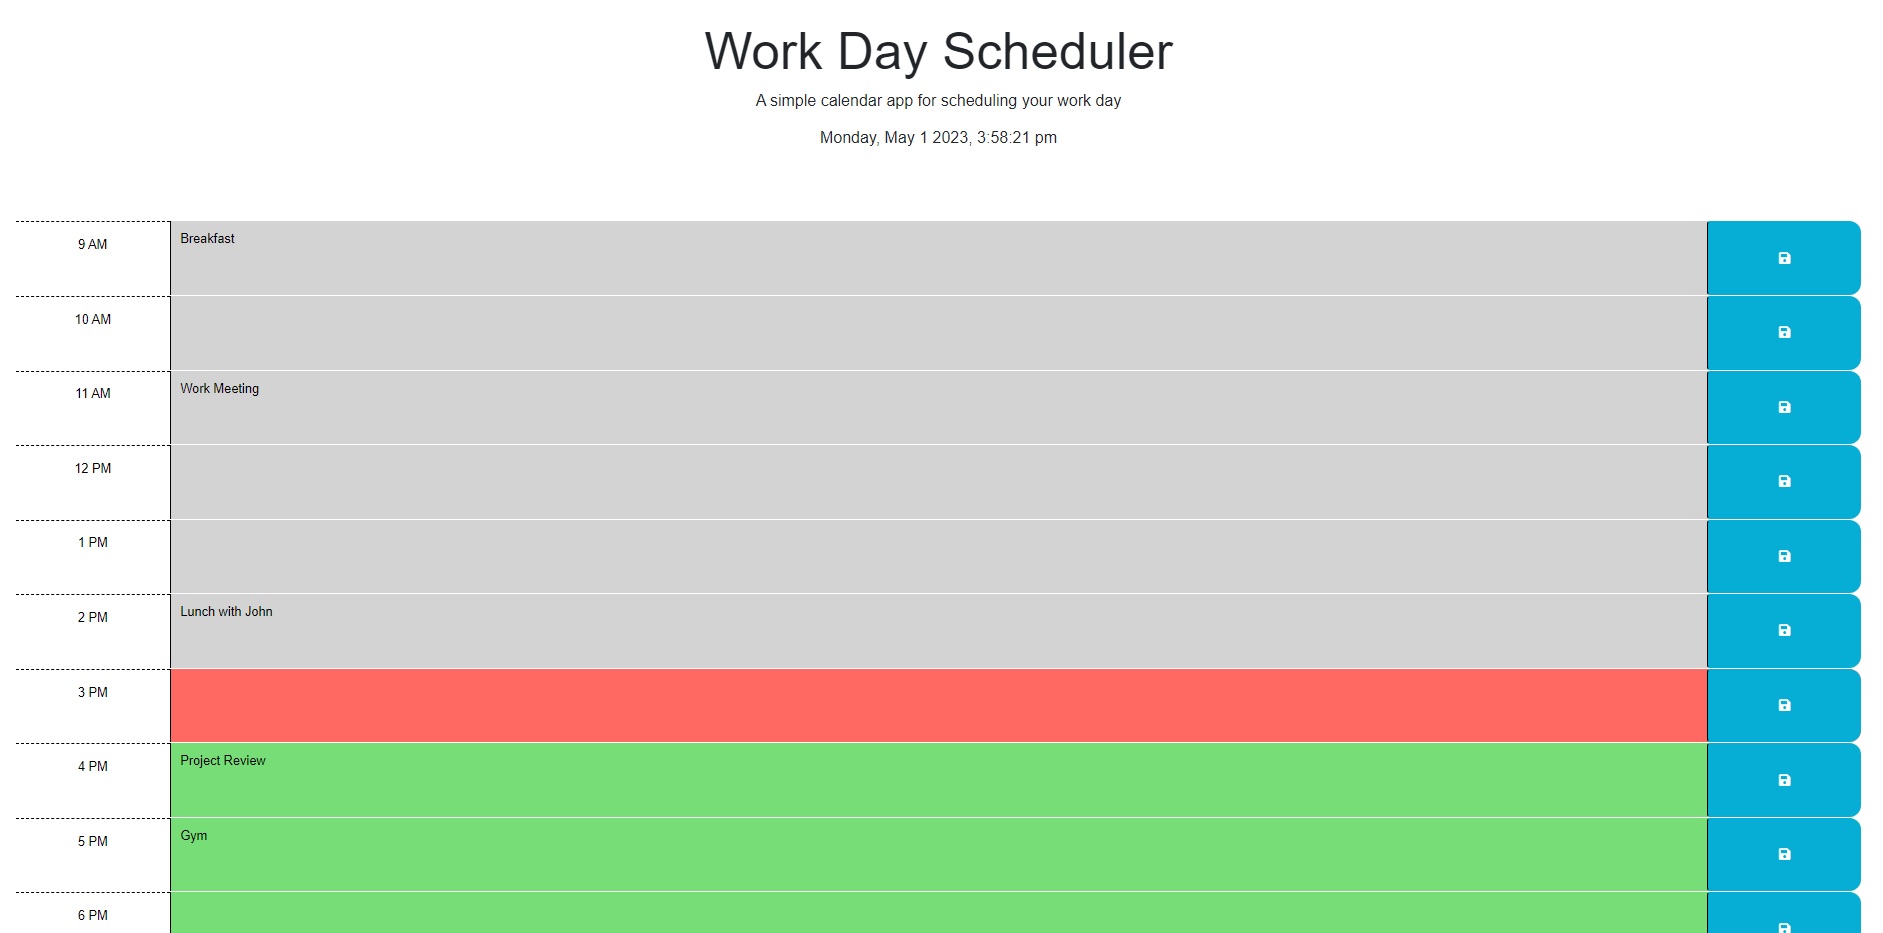 Work Day Scheduler
A simple calendar app for scheduling your work day
Monday, May 1 2023, 3:58:21 pm
9 AM
Breakfast
10 AM
11 AM
Work Meeting
12 PM
1 PM
2 PM
Lunch with John
3 PM
4 PM
Project Review
5 PM
Gym
6 PM